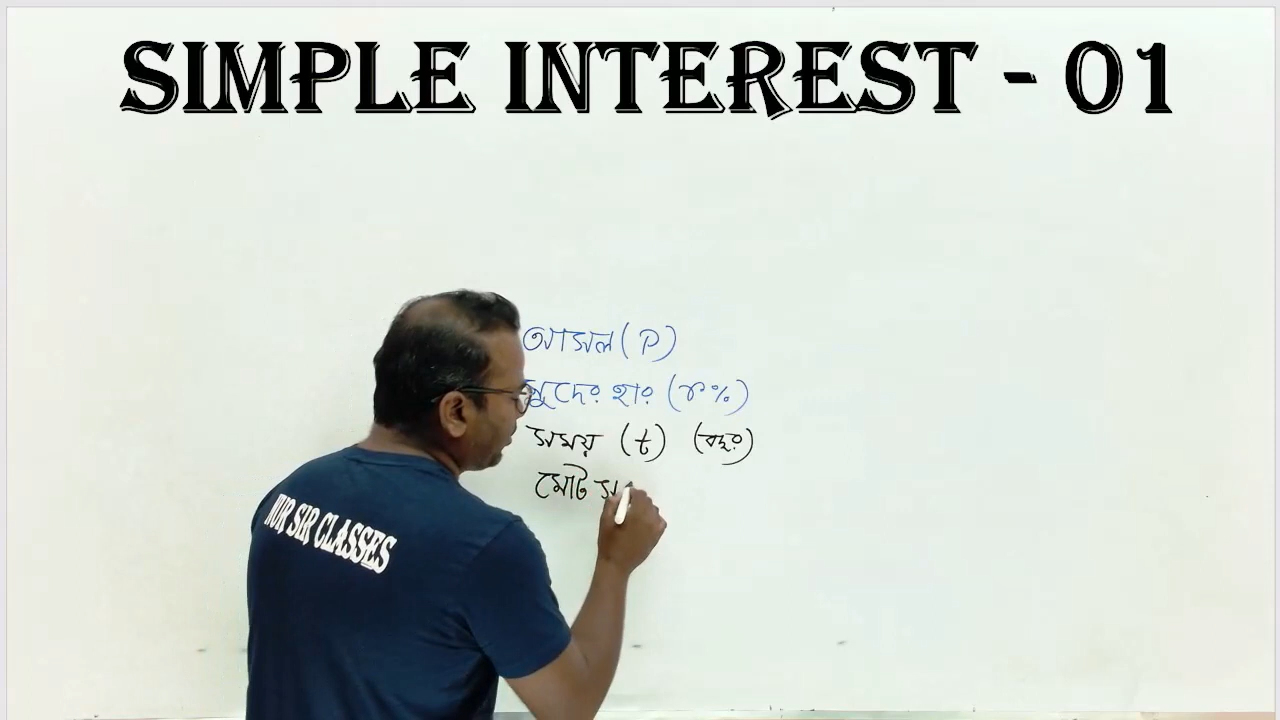 SIMPLE INTEREST - 01
আসল (P)
সুদের হার (r%)
সময় (t) (বছর)
মোট
NUR SIR CLASSES